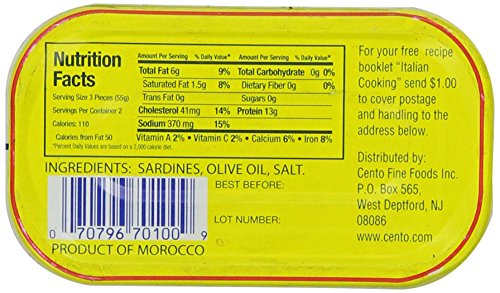 Nutrition
Facts
Serving Size 3 Pieces (55g)
Servings Per Container 2
Calories: 110
Calories from Fat 50
*Percent Daily Values are based on a 2,000 calorie diet.
Amount Per Serving % Daily Value*
Total Fat 6g 9%
Saturated Fat 1.5g 8%
Trans Fat 0g
Cholesterol 41mg 14%
Sodium 370 mg 15%
Amount Per Serving % Daily Value*
Total Carbohydrate 0g 0%
Dietary Fiber 0g 0%
Sugars 0g
Protein 13g
Vitamin A 2% • Vitamin C 2% • Calcium 6% • Iron 8%
For your free recipe
booklet "Italian
Cooking" send $1.00
to cover postage
and handling to the
address below.
INGREDIENTS: SARDINES, OLIVE OIL, SALT.
BEST BEFORE:
LOT NUMBER:
0 70796 70100 9
PRODUCT OF MOROCCO
Distributed by:
Cento Fine Foods Inc.
P.O. Box 565,
West Deptford, NJ
08086
www.cento.com